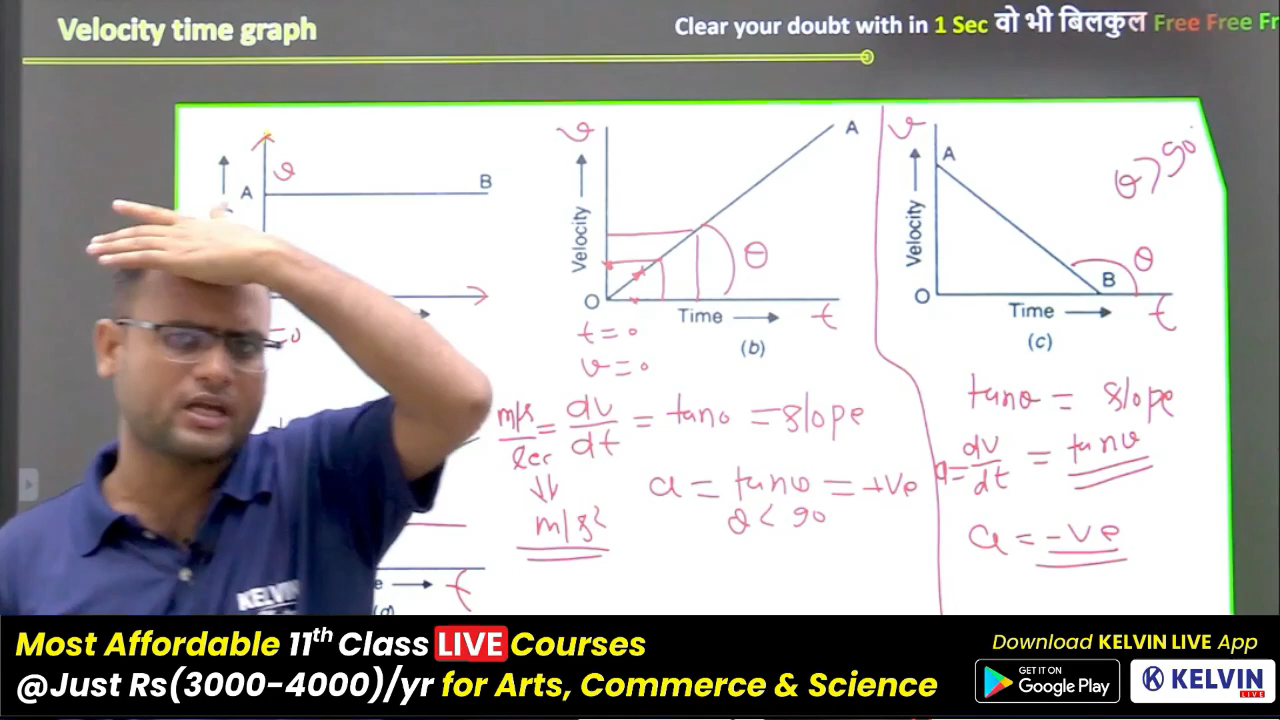 Velocity time graph
Clear your doubt with in 1 Sec वो भी बिलकुल Free Free Fr
v
A
B
=0
t
v
A
Velocity
θ
O
Time
t
t=0
v=0
(b)
m/s/sec = dv/dt = tanθ = slope
m/s²
a = tanθ = +ve
θ < 90
v
A
θ > 90°
Velocity
θ
B
O
Time
t
(c)
tanθ = slope
a = dv/dt = tanθ
a = -ve
KELVIN
Most Affordable 11th Class LIVE Courses
@Just Rs(3000-4000)/yr for Arts, Commerce & Science
Download KELVIN LIVE App
GET IT ON
Google Play
KELVIN
LIVE